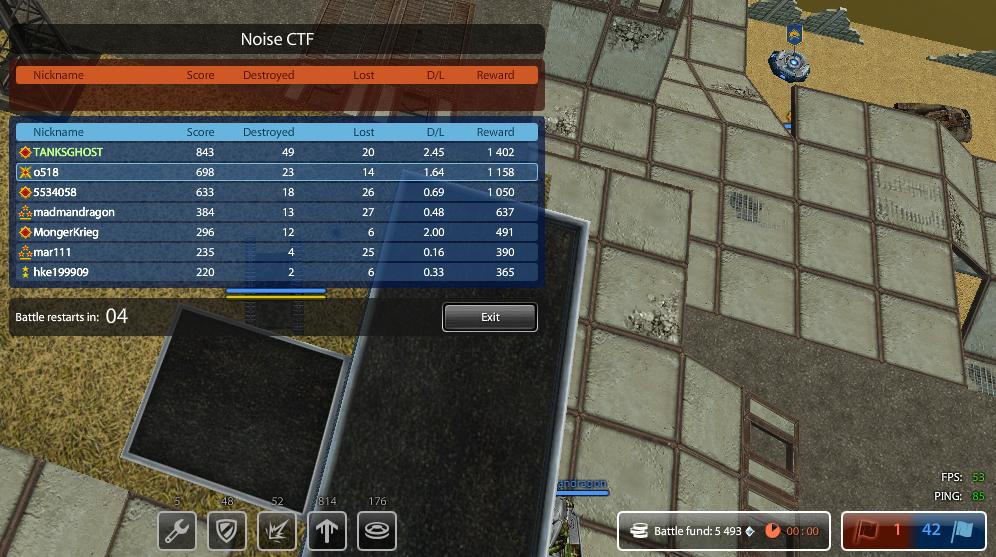 Noise CTF
Nickname Score Destroyed Lost D/L Reward
Nickname Score Destroyed Lost D/L Reward
TANKSGHOST 843 49 20 2.45 1 402
o518 698 23 14 1.64 1 158
5534058 633 18 26 0.69 1 050
madmandragon 384 13 27 0.48 637
MongerKrieg 296 12 6 2.00 491
mar111 235 4 25 0.16 390
hke199909 220 2 6 0.33 365
Battle restarts in: 04 Exit
FPS: 53
andragon PING: 85
5 48 52 814 176
Battle fund: 5 493 00:00 1 42